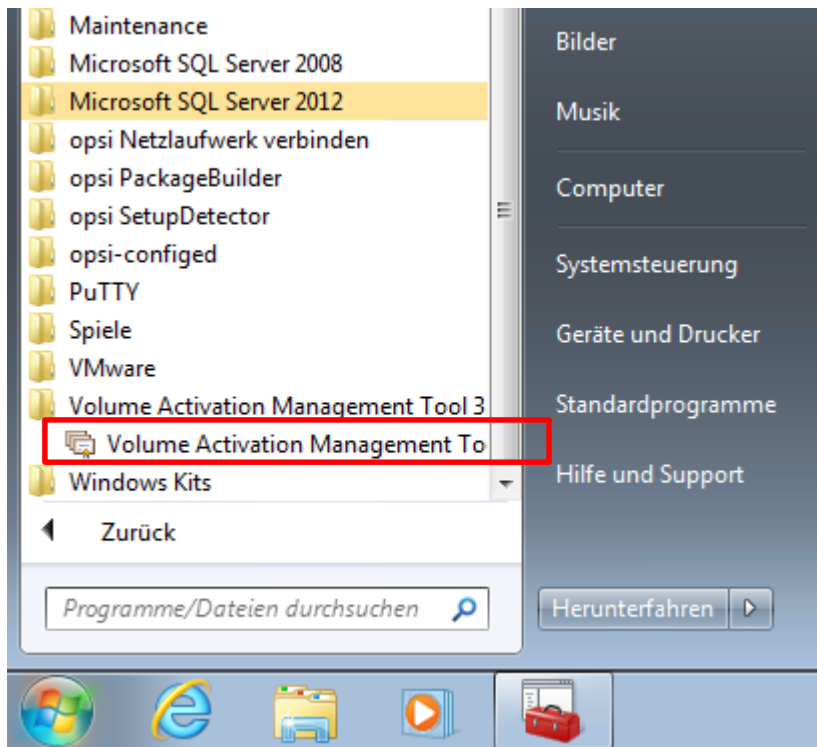 Maintenance
Microsoft SQL Server 2008
Microsoft SQL Server 2012
opsi Netzlaufwerk verbinden
opsi PackageBuilder
opsi SetupDetector
opsi-configed
PuTTY
Spiele
VMware
Volume Activation Management Tool 3
Volume Activation Management To
Windows Kits
Zurück
Programme/Dateien durchsuchen
Bilder
Musik
Computer
Systemsteuerung
Geräte und Drucker
Standardprogramme
Hilfe und Support
Herunterfahren